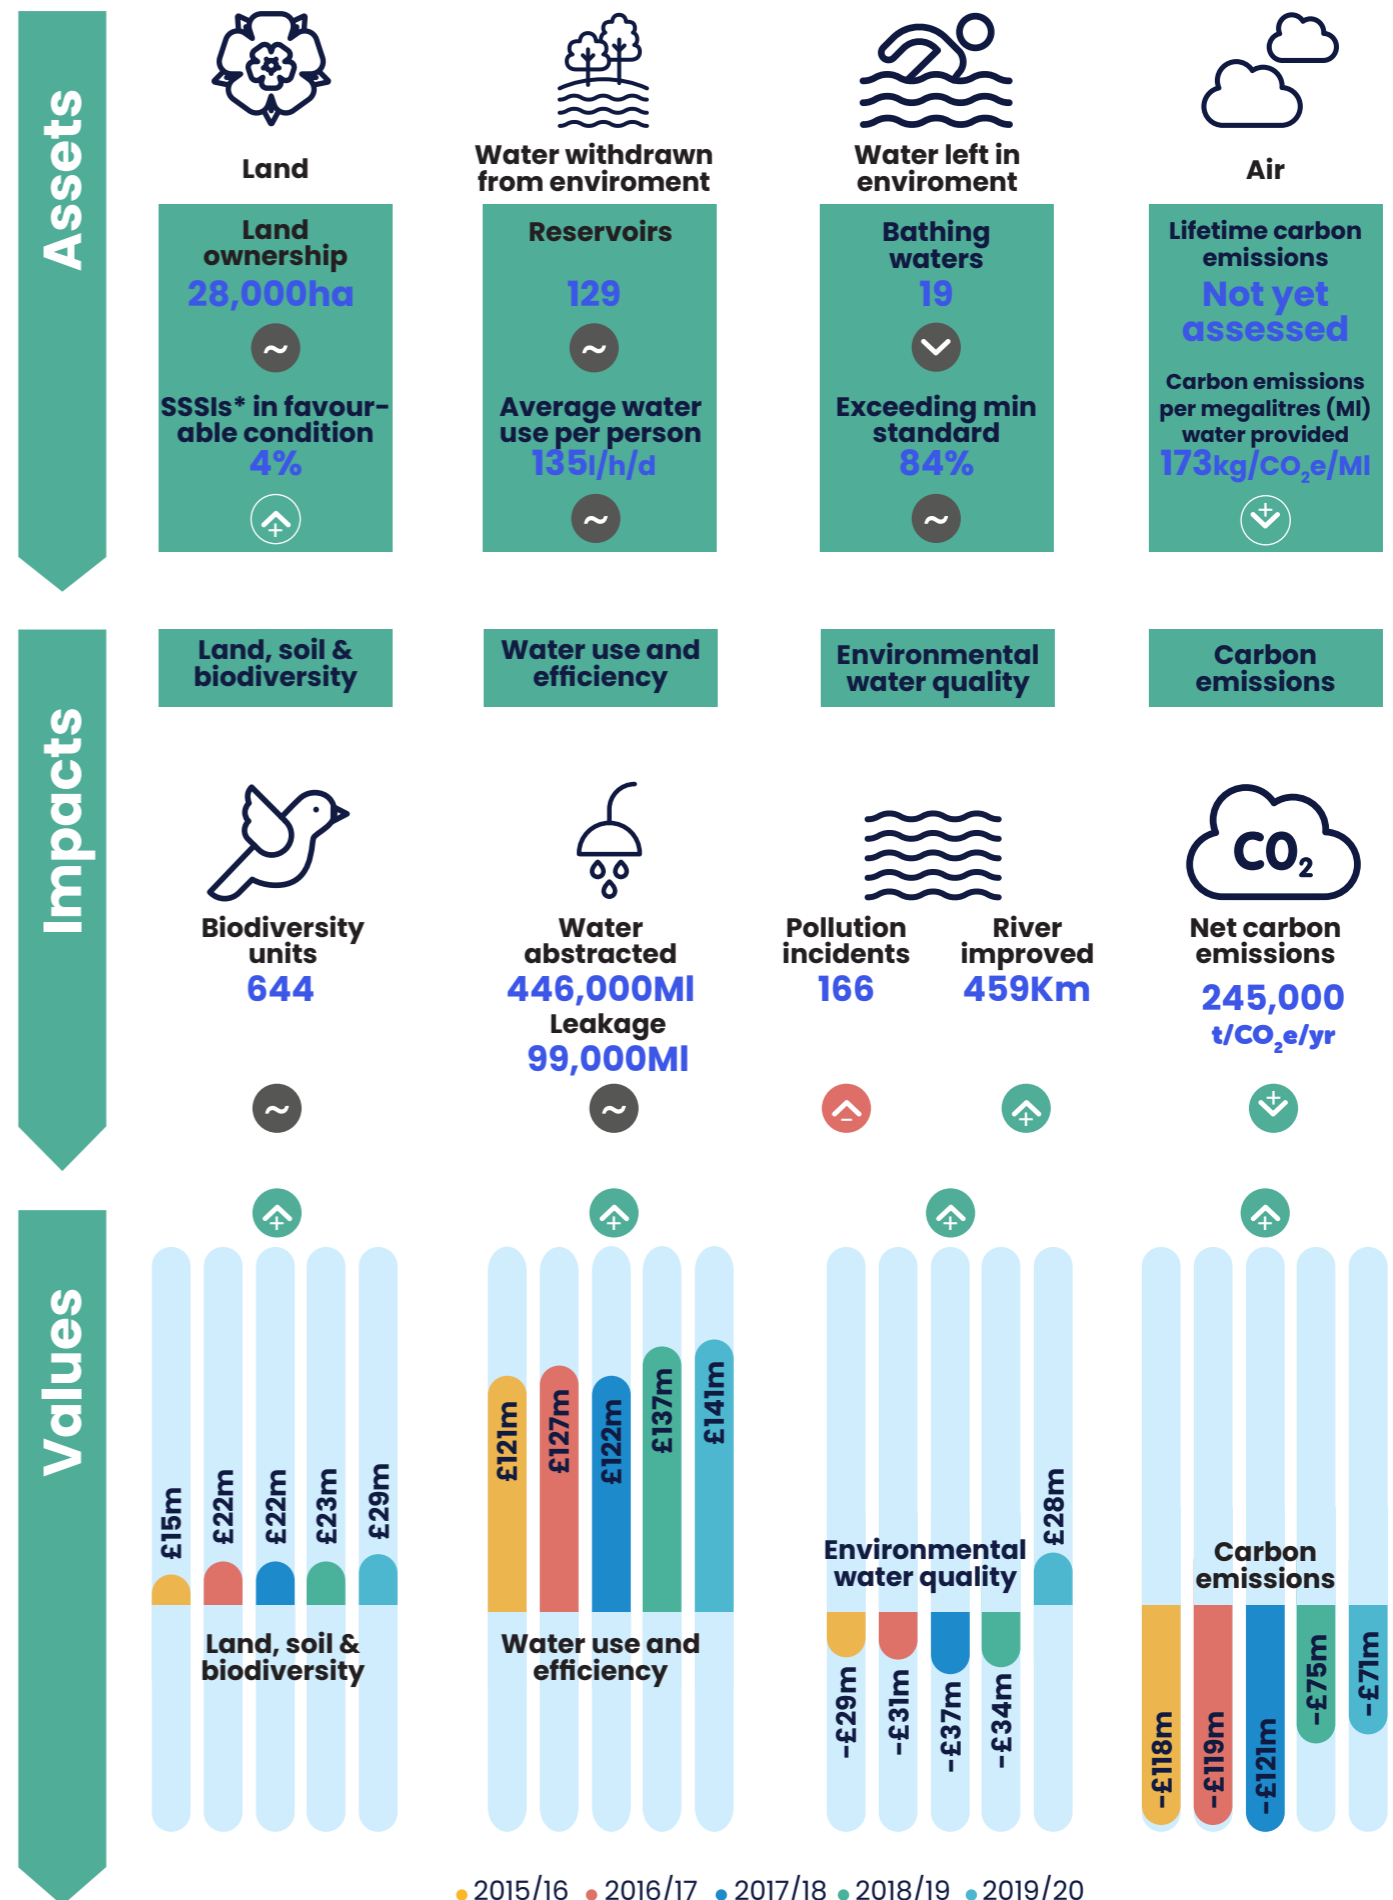 Assets
Land
Water withdrawn
from enviroment
Water left in
enviroment
Air
Land
ownership
28,000ha
~
SSSIs* in favour-
able condition
4%
+
Reservoirs
129
~
Average water
use per person
135l/h/d
~
Bathing
waters
19
Exceeding min
standard
84%
~
Lifetime carbon
emissions
Not yet
assessed
Carbon emissions
per megalitres (Ml)
water provided
173kg/CO₂e/Ml
+
Impacts
Land, soil &
biodiversity
Water use and
efficiency
Environmental
water quality
Carbon
emissions
Biodiversity
units
644
~
Water
abstracted
446,000Ml
Leakage
99,000Ml
~
Pollution
incidents
166
-
River
improved
459Km
+
CO₂
Net carbon
emissions
245,000
t/CO₂e/yr
+
Values
+
£15m
£22m
£22m
£23m
£29m
Land, soil &
biodiversity
+
£121m
£127m
£122m
£137m
£141m
Water use and
efficiency
+
Environmental
water quality
-£29m
-£31m
-£37m
-£34m
£28m
+
Carbon
emissions
-£118m
-£119m
-£121m
-£75m
-£71m
2015/16 2016/17 2017/18 2018/19 2019/20